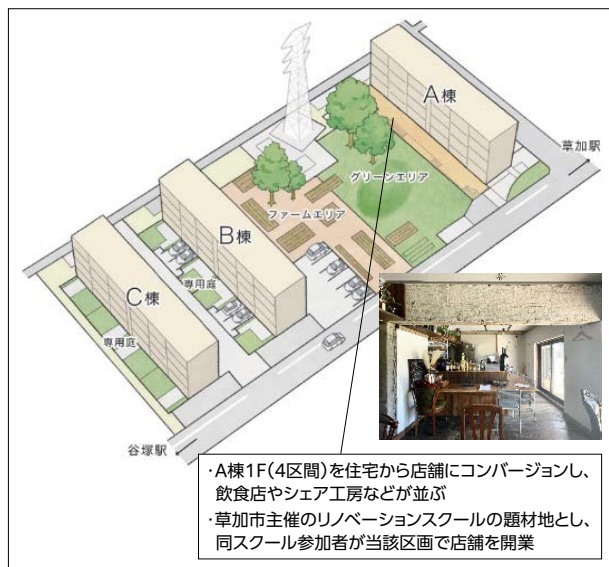 A棟
草加駅
グリーンエリア
ファームエリア
B棟
専用庭
C棟
専用庭
谷塚駅
・A棟1F(4区間)を住宅から店舗にコンバージョンし、
飲食店やシェア工房などが並ぶ
・草加市主催のリノベーションスクールの題材地とし、
同スクール参加者が当該区画で店舗を開業